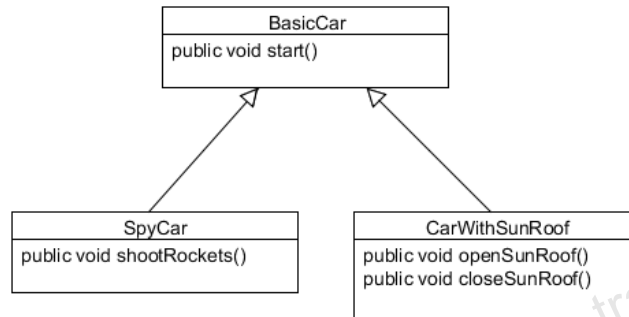 BasicCar
public void start()
SpyCar
public void shootRockets()
CarWithSunRoof
public void openSunRoof()
public void closeSunRoof()